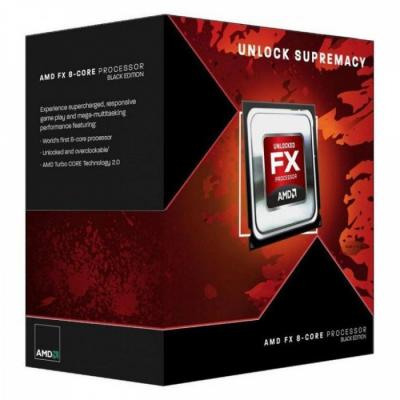 AMD FX 8-CORE PROCESSOR
BLACK EDITION
Experience supercharged, responsive
game play and mega-multitasking
performance featuring:
• World's first 8-core processor
• Unlocked and overclockable¹
• AMD Turbo CORE Technology 2.0
AMD
UNLOCK SUPREMACY
UNLOCKED
FX
PROCESSOR
AMD
AMD FX 8-CORE PROCESSOR
BLACK EDITION